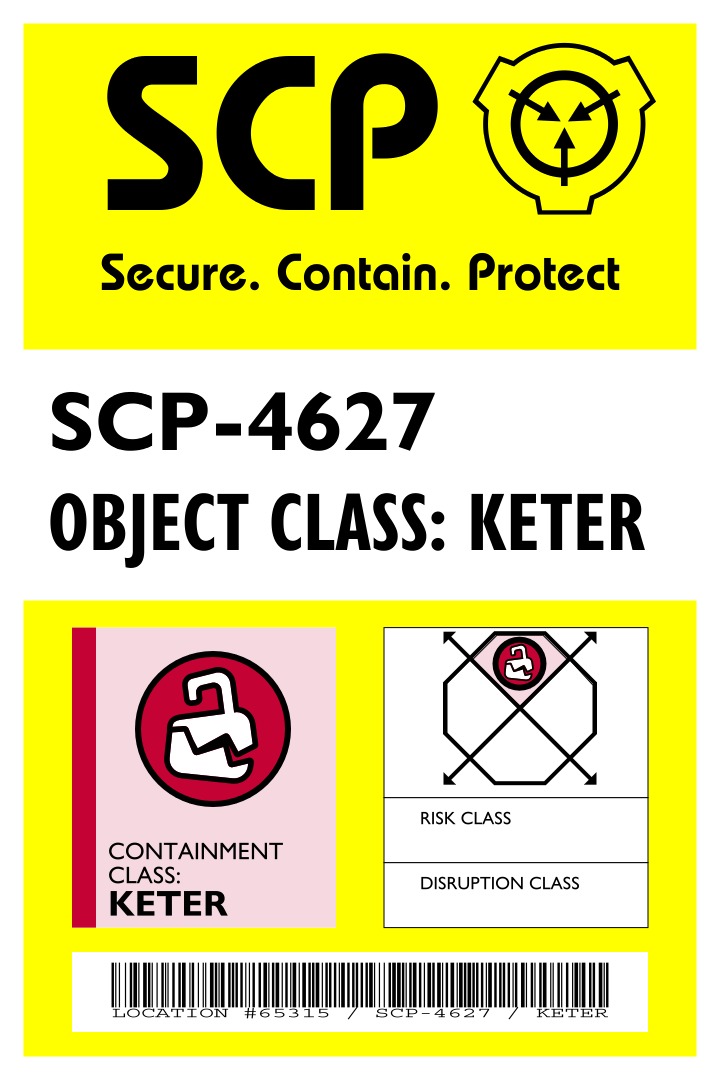 SCP
Secure. Contain. Protect
SCP-4627
OBJECT CLASS: KETER
CONTAINMENT
CLASS:
KETER
RISK CLASS
DISRUPTION CLASS
LOCATION #65315 / SCP-4627 / KETER